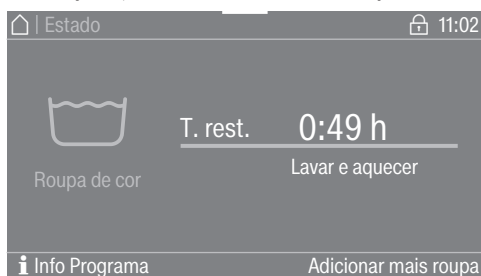 | Estado 11:02
T. rest. 0:49 h
Lavar e aquecer
Roupa de cor
i Info Programa Adicionar mais roupa